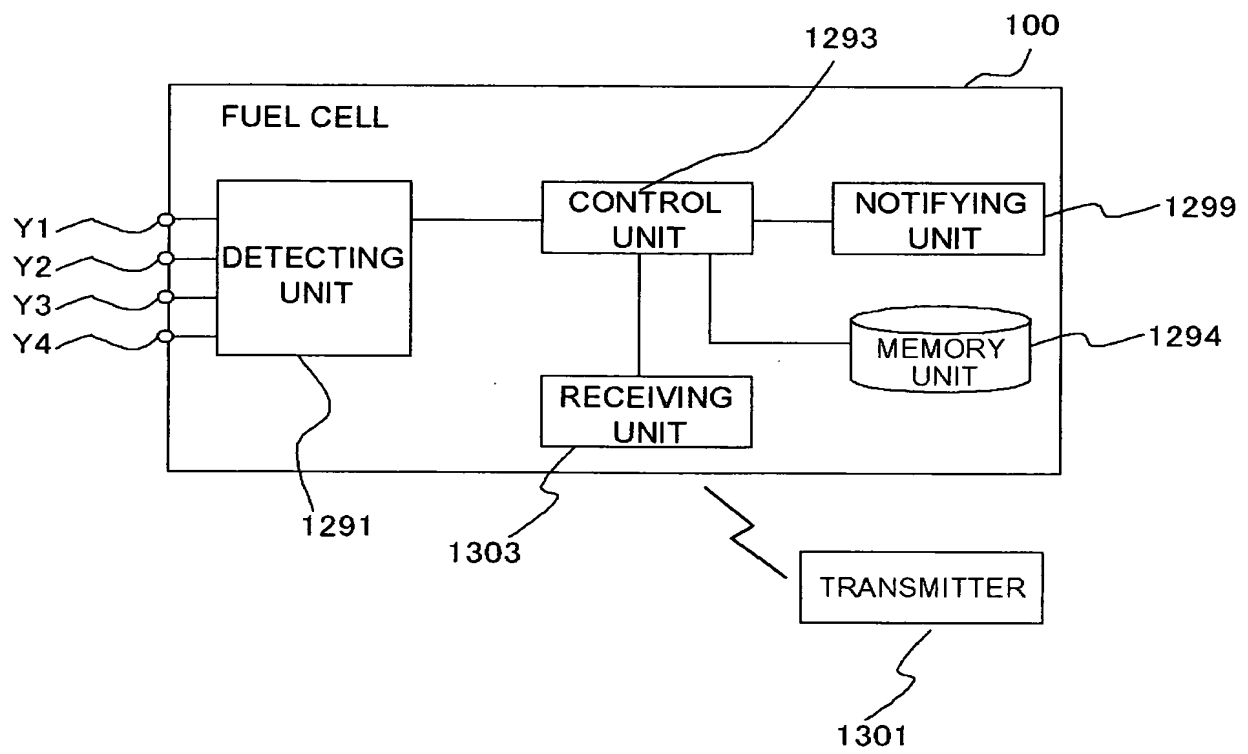 100
1293
FUEL CELL
CONTROL
UNIT
NOTIFYING
UNIT
1299
Y1
Y2
Y3
Y4
DETECTING
UNIT
MEMORY
UNIT
1294
RECEIVING
UNIT
1291
1303
TRANSMITTER
1301